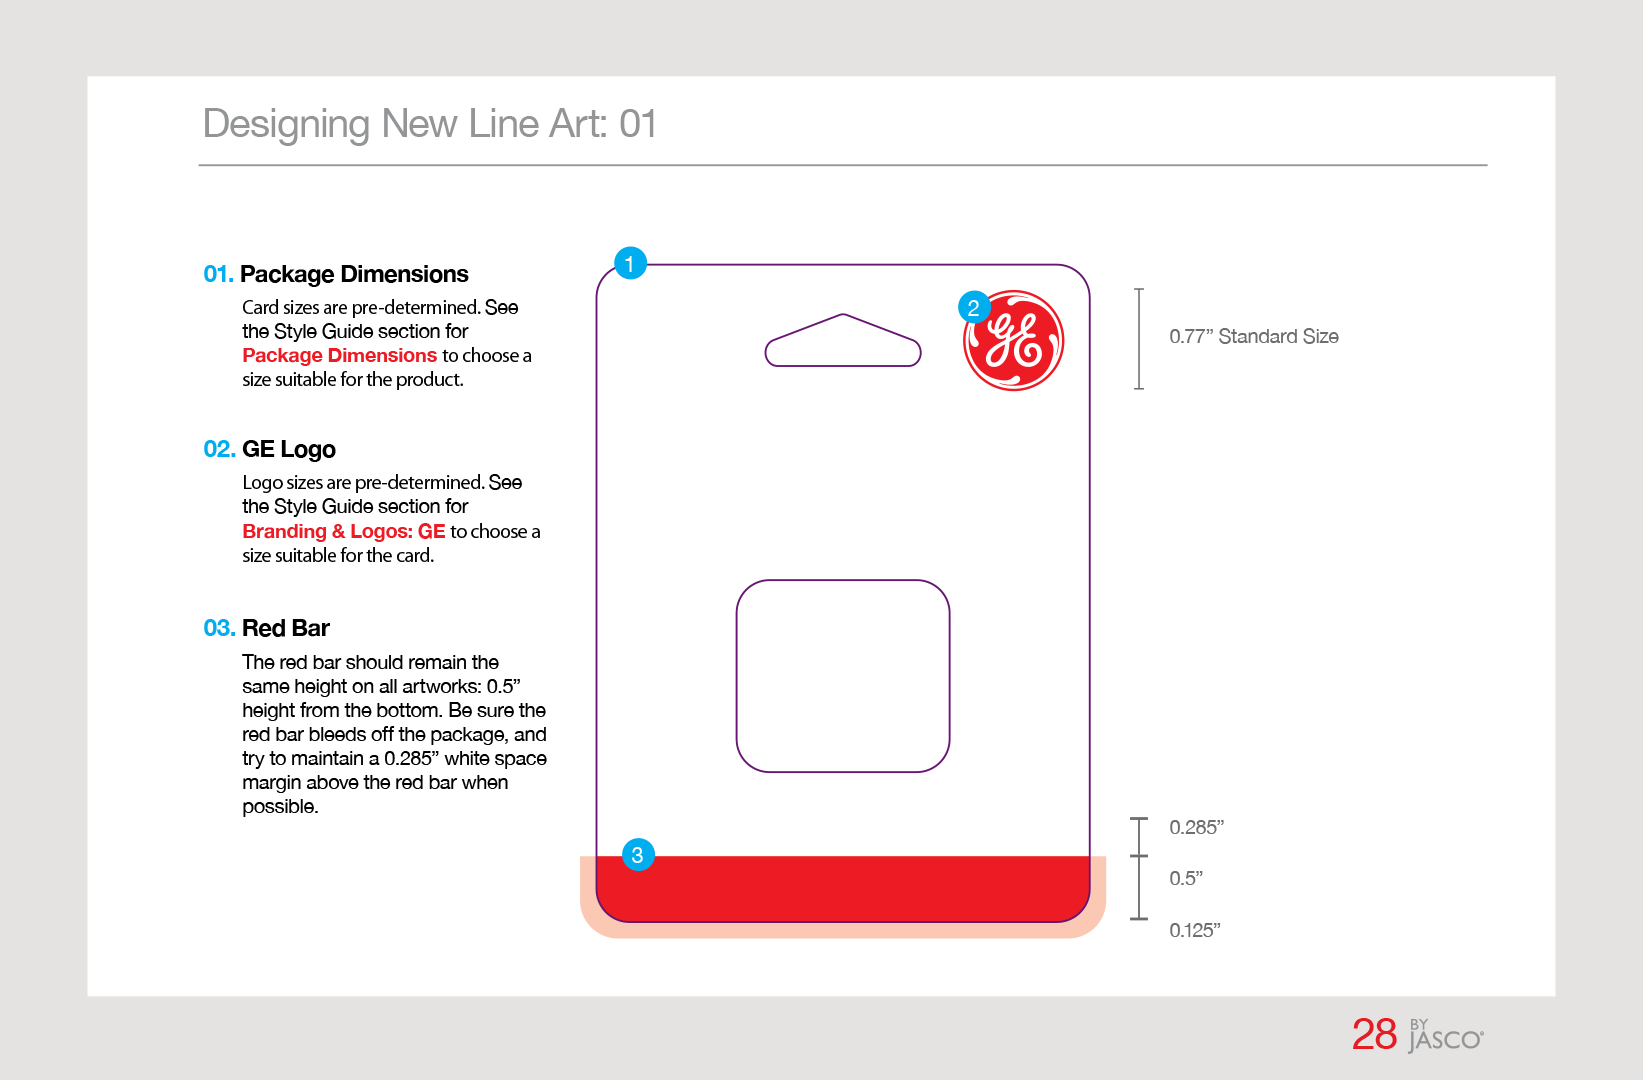 Designing New Line Art: 01
01. Package Dimensions
Card sizes are pre-determined. See
the Style Guide section for
Package Dimensions to choose a
size suitable for the product.
02. GE Logo
Logo sizes are pre-determined. See
the Style Guide section for
Branding & Logos: GE to choose a
size suitable for the card.
03. Red Bar
The red bar should remain the
same height on all artworks: 0.5”
height from the bottom. Be sure the
red bar bleeds off the package, and
try to maintain a 0.285” white space
margin above the red bar when
possible.
1
2
GE
0.77” Standard Size
3
0.285”
0.5”
0.125”
28
BY
JASCO®